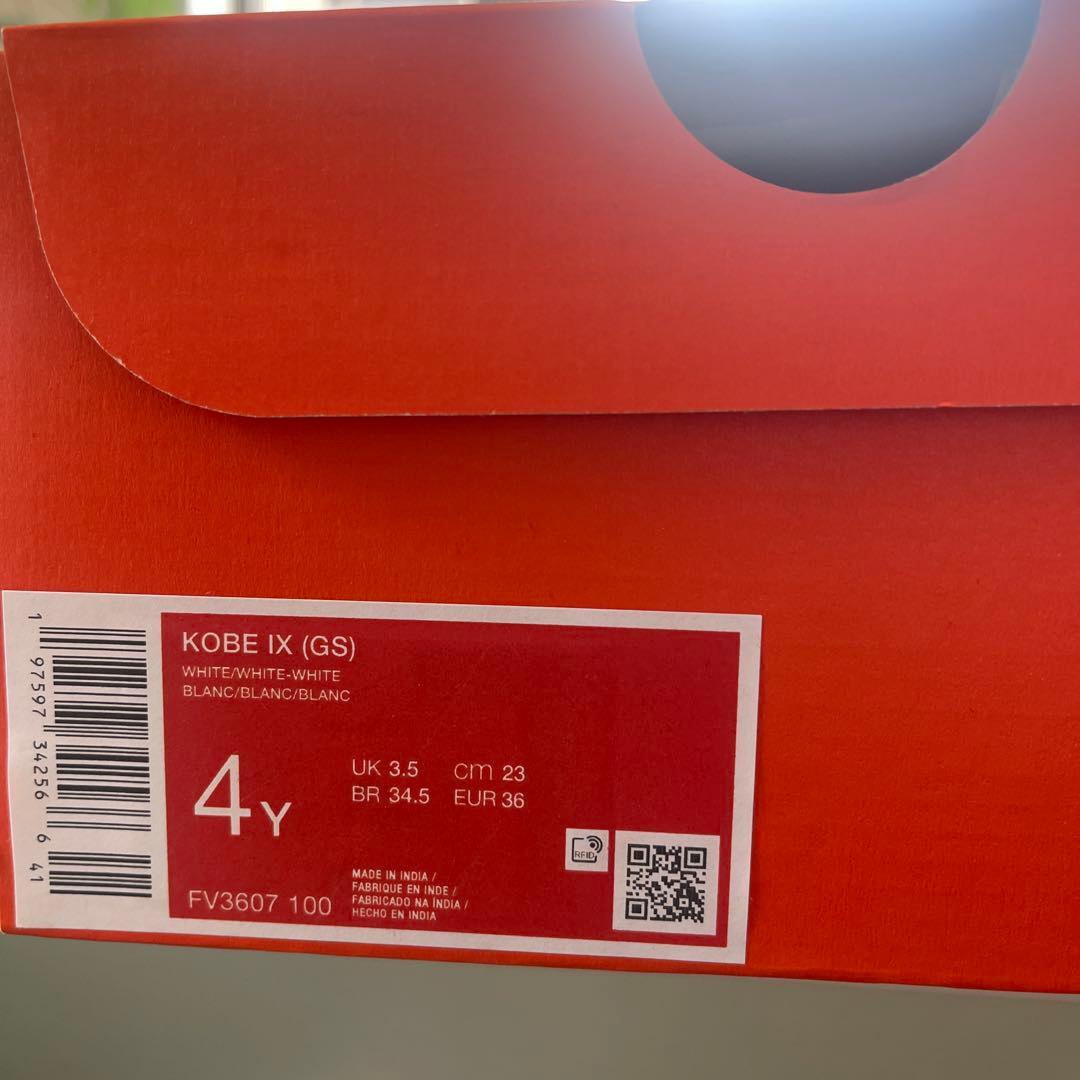 KOBE IX (GS)
WHITE/WHITE-WHITE
BLANC/BLANC/BLANC
4Y
UK 3.5 cm 23
BR 34.5 EUR 36
RFID
FV3607 100
MADE IN INDIA /
FABRIQUE EN INDE /
FABRICADO NA ÍNDIA /
HECHO EN INDIA
1 97597 34256 6 41